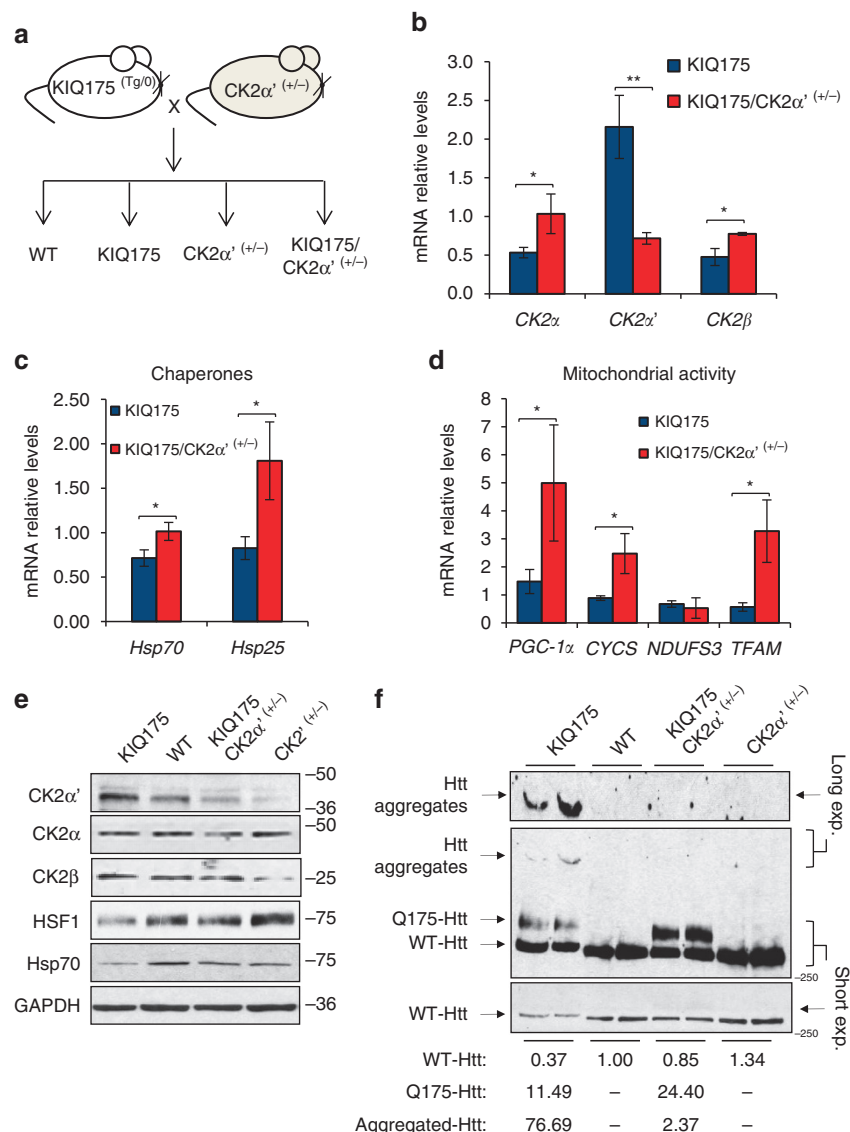 a
KIQ175 (Tg/0)
X
CK2α' (+/–)
WT
KIQ175
CK2α' (+/–)
KIQ175/
CK2α' (+/–)
b
mRNA relative levels
3.0
2.5
2.0
1.5
1.0
0.5
0.0
KIQ175
KIQ175/CK2α' (+/–)
*
**
*
CK2α
CK2α'
CK2β
c
Chaperones
mRNA relative levels
2.50
2.00
1.50
1.00
0.50
0.00
KIQ175
KIQ175/CK2α' (+/–)
*
*
Hsp70
Hsp25
d
Mitochondrial activity
mRNA relative levels
8
7
6
5
4
3
2
1
0
KIQ175
KIQ175/CK2α' (+/–)
*
*
*
PGC-1α
CYCS
NDUFS3
TFAM
e
KIQ175
WT
KIQ175
CK2α' (+/–)
CK2' (+/–)
CK2α'
–50
–36
CK2α
–50
CK2β
–25
HSF1
–75
Hsp70
–75
GAPDH
–36
f
KIQ175
WT
KIQ175
CK2α' (+/–)
CK2α' (+/–)
Htt
aggregates
Long exp.
Htt
aggregates
Q175-Htt
WT-Htt
–250
Short exp.
WT-Htt
–250
WT-Htt: 0.37 1.00 0.85 1.34
Q175-Htt: 11.49 – 24.40 –
Aggregated-Htt: 76.69 – 2.37 –